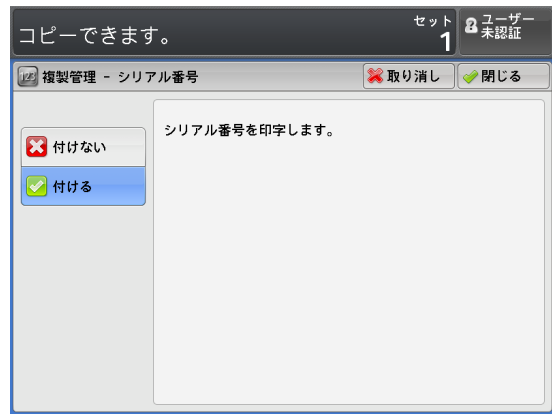 コピーできます。
セット
1
ユーザー
未認証
複製管理 - シリアル番号
取り消し
閉じる
付けない
付ける
シリアル番号を印字します。